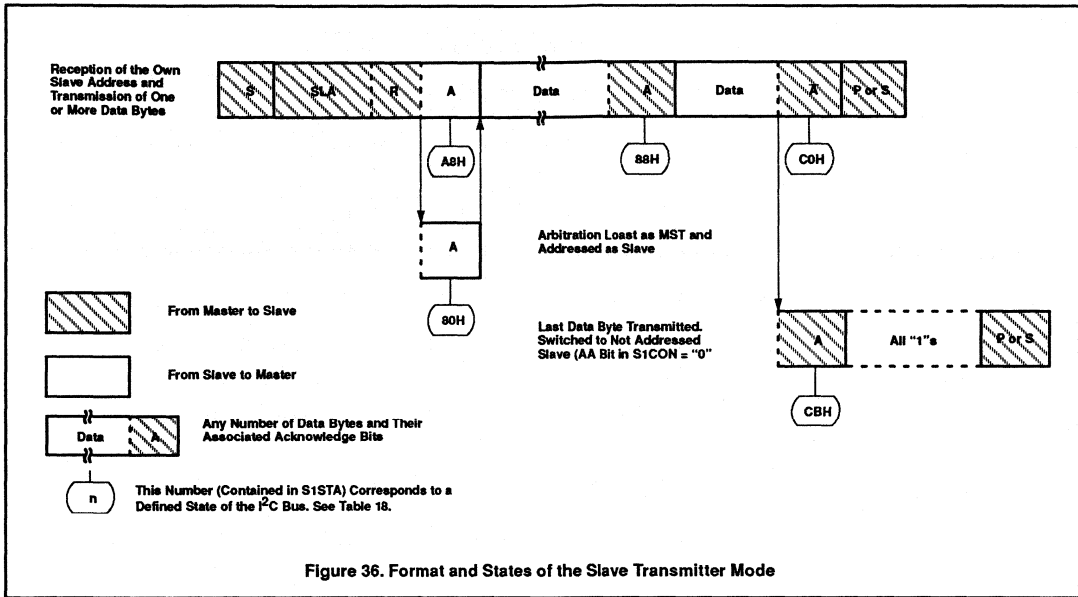 Reception of the Own
Slave Address and
Transmission of One
or More Data Bytes
S SLA R A Data A Data A P or S
A8H 88H C0H
A
80H
Arbitration Loast as MST and
Addressed as Slave
From Master to Slave
Last Data Byte Transmitted.
Switched to Not Addressed
Slave (AA Bit in S1CON = “0”
A All “1”s P or S
CBH
From Slave to Master
Data A
Any Number of Data Bytes and Their
Associated Acknowledge Bits
n
This Number (Contained in S1STA) Corresponds to a
Defined State of the I2C Bus. See Table 18.
Figure 36. Format and States of the Slave Transmitter Mode